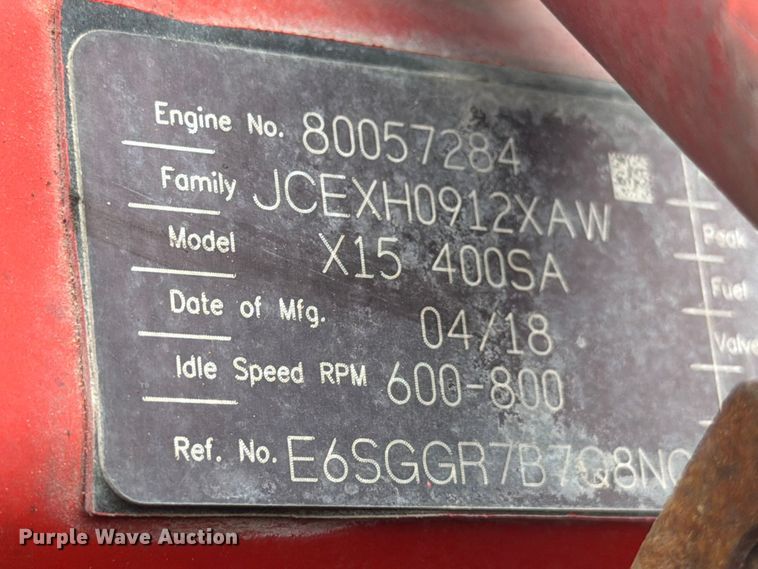 Engine No. 80057284
Family JCEXH0912XAW
Model X15 400SA
Date of Mfg. 04/18
Idle Speed RPM 600-800
Ref. No.
Peak
Fuel
Valve
Purple Wave Auction